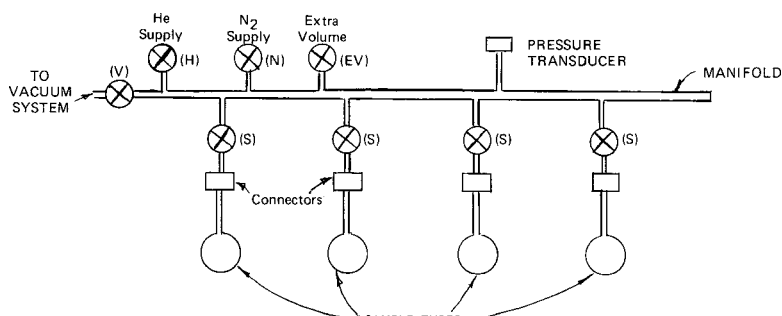 He
Supply
(H)
N2
Supply
(N)
Extra
Volume
(EV)
PRESSURE
TRANSDUCER
MANIFOLD
TO
VACUUM
SYSTEM
(V)
(S)
(S)
(S)
(S)
Connectors